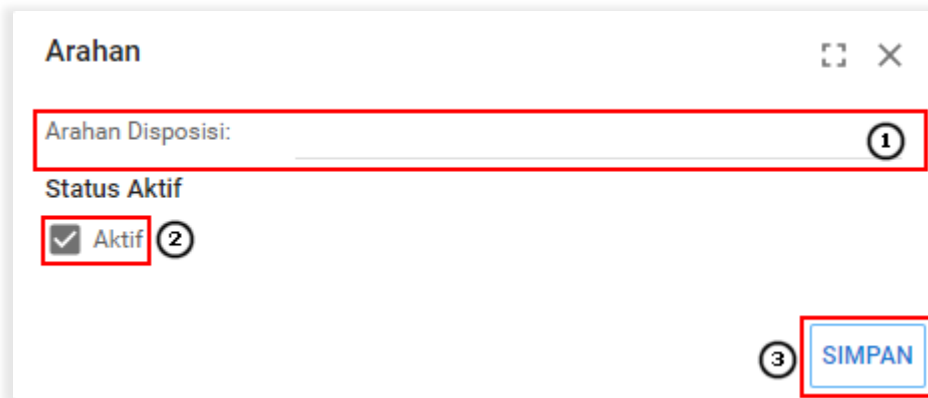 Arahan
Arahan Disposisi: 1
Status Aktif
Aktif 2
3 SIMPAN